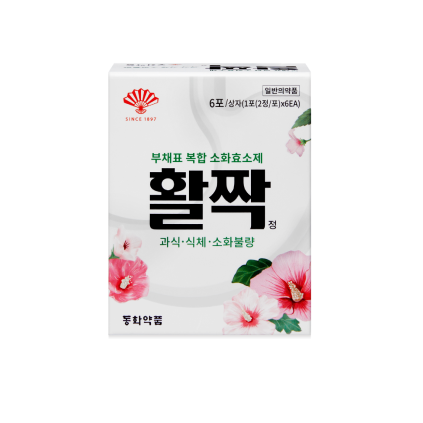 일반의약품
6포/상자(1포(2정/포)x6EA)
SINCE 1897
부채표 복합 소화효소제
활짝정
과식·식체·소화불량
동화약품